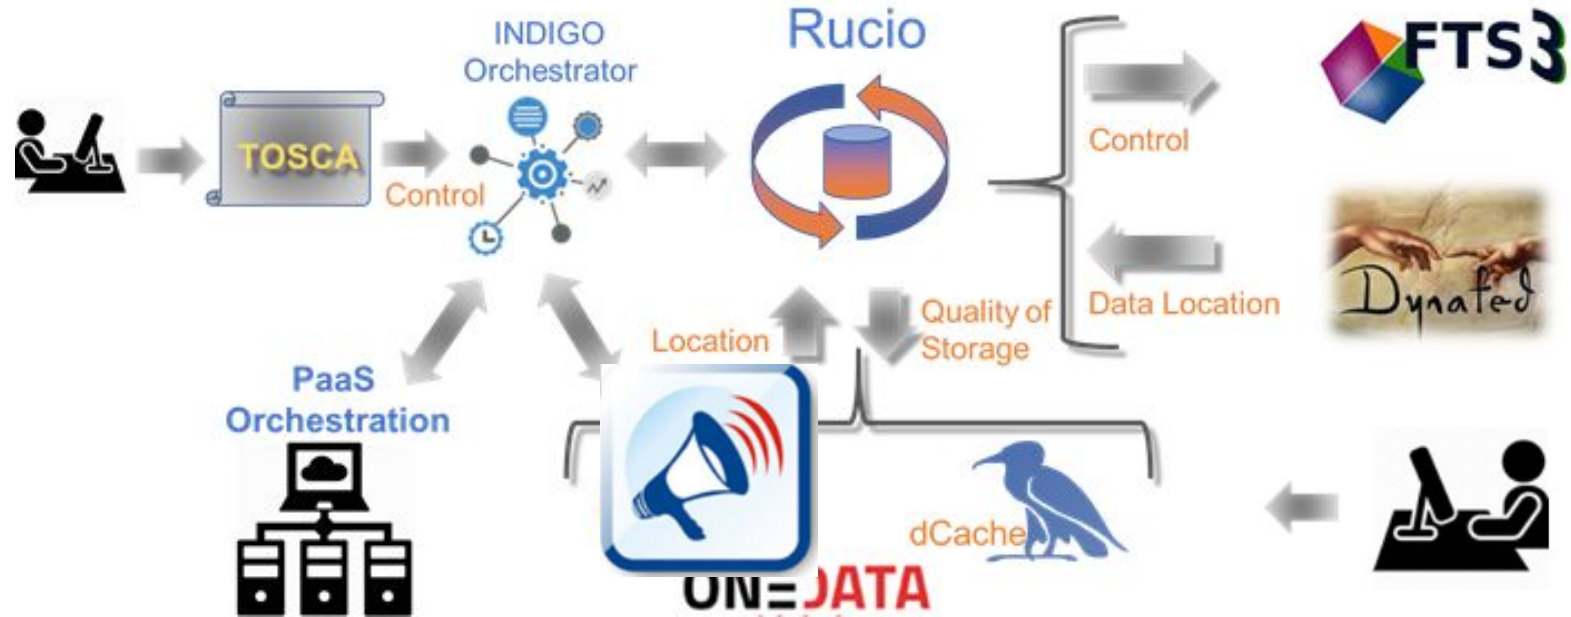 INDIGO
Orchestrator
Rucio
FTS3
TOSCA
Control
Control
Dynafed
Location
Quality of
Storage
Data Location
PaaS
Orchestration
dCache
ONEDATA